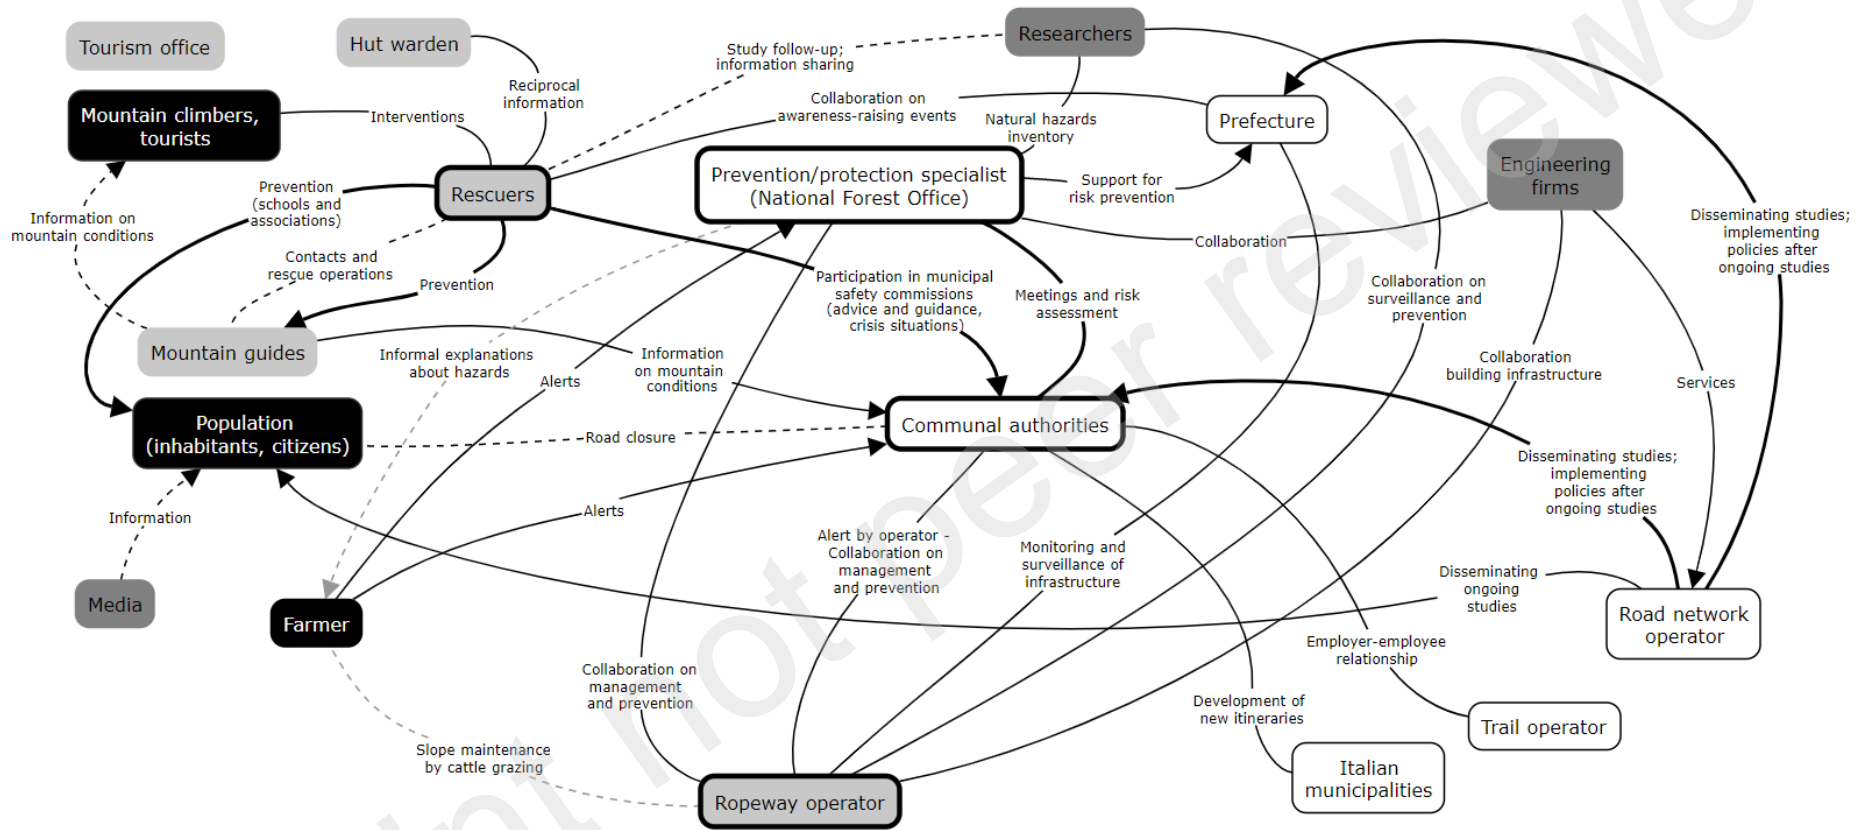 Tourism office
Hut warden
Researchers
Study follow-up;
information sharing
Reciprocal
information
Mountain climbers,
tourists
Interventions
Collaboration on
awareness-raising events
Natural hazards
inventory
Prefecture
Engineering
firms
Prevention/protection specialist
(National Forest Office)
Support for
risk prevention
Rescuers
Prevention
(schools and
associations)
Information on
mountain conditions
Contacts and
rescue operations
Prevention
Collaboration
Disseminating studies;
implementing
policies after
ongoing studies
Participation in municipal
safety commissions
(advice and guidance,
crisis situations)
Meetings and risk
assessment
Collaboration on
surveillance and
prevention
Mountain guides
Informal explanations
about hazards
Alerts
Information
on mountain
conditions
Collaboration
building infrastructure
Services
Population
(inhabitants, citizens)
Road closure
Communal authorities
Disseminating studies;
implementing
policies after
ongoing studies
Information
Alerts
Alert by operator -
Collaboration on
management
and prevention
Monitoring and
surveillance of
infrastructure
Disseminating
ongoing
studies
Media
Farmer
Road network
operator
Employer-employee
relationship
Collaboration on
management
and prevention
Development of
new itineraries
Trail operator
Slope maintenance
by cattle grazing
Italian
municipalities
Ropeway operator
not peer reviewe